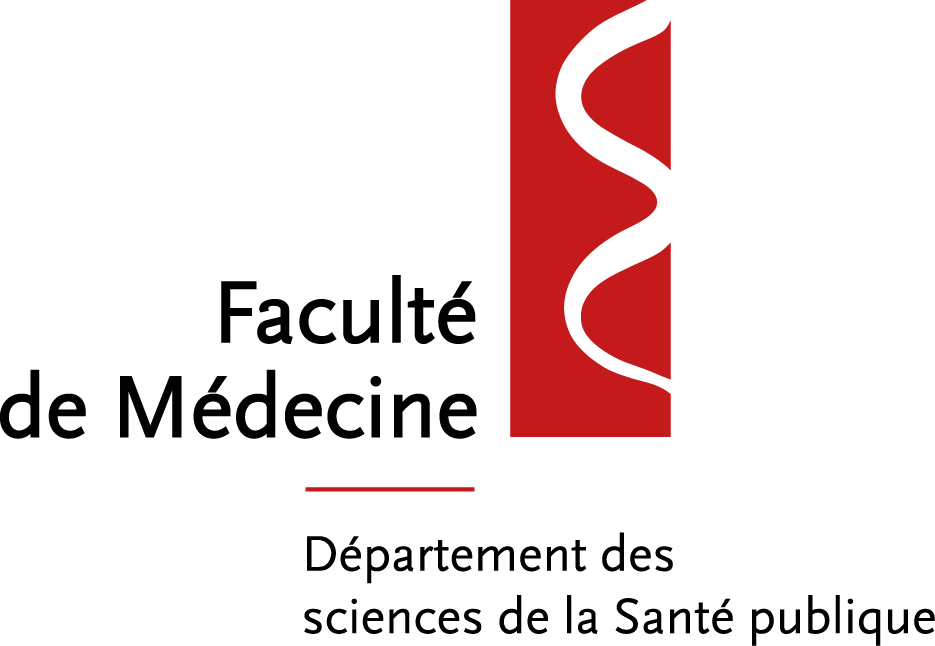 Faculté
de Médecine
Département des
sciences de la Santé publique